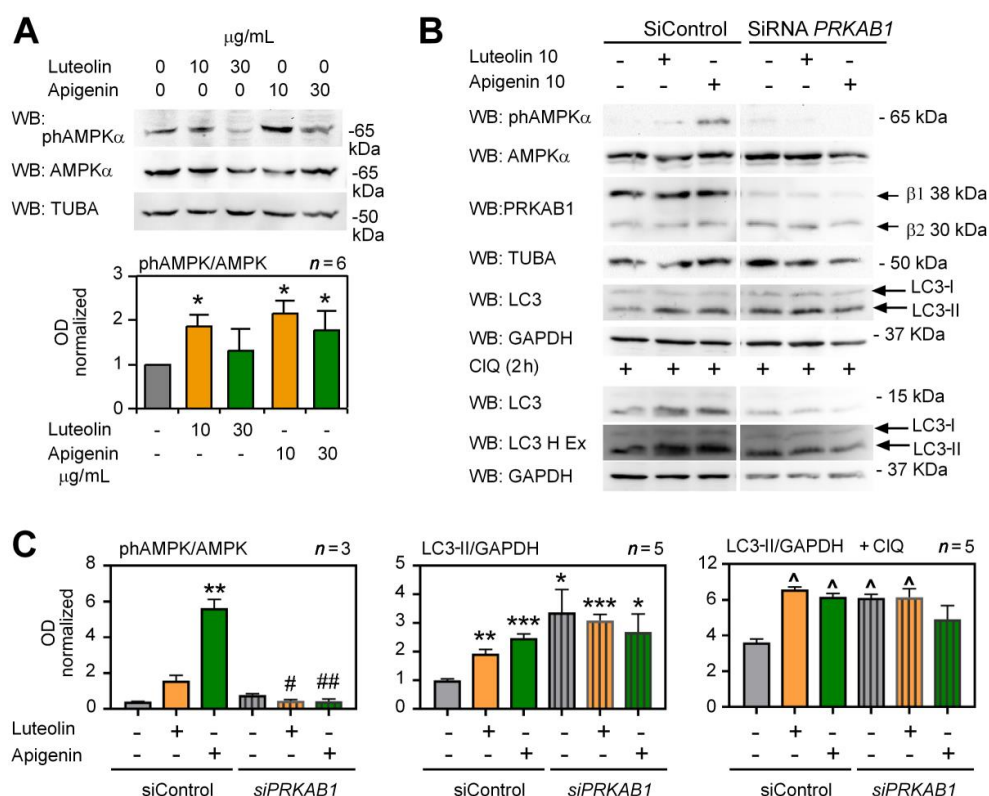 A
µg/mL
Luteolin 0 10 30 0 0
Apigenin 0 0 0 10 30
WB:
phAMPKα -65 kDa
WB: AMPKα -65 kDa
WB: TUBA -50 kDa
phAMPK/AMPK n=6
OD normalized
3
2
1
0
* * *
Luteolin - 10 30 - -
Apigenin - - - 10 30
µg/mL
B
SiControl SiRNA PRKAB1
Luteolin 10 - + - - + -
Apigenin 10 - - + - - +
WB: phAMPKα - 65 kDa
WB: AMPKα
WB:PRKAB1
β1 38 kDa
β2 30 kDa
WB: TUBA - 50 kDa
WB: LC3
LC3-I
LC3-II
WB: GAPDH - 37 KDa
ClQ (2h) + + + + + +
WB: LC3 - 15 kDa
LC3-I
WB: LC3 H Ex
LC3-II
WB: GAPDH - 37 KDa
C
phAMPK/AMPK n=3
OD normalized
8
6
4
2
0
** # ##
Luteolin - + - - + -
Apigenin - - + - - +
siControl siPRKAB1
LC3-II/GAPDH n=5
5
4
3
2
1
0
** *** * *** *
- + - - + -
- - + - - +
siControl siPRKAB1
LC3-II/GAPDH + ClQ n=5
12
6
4
2
0
^ ^ ^ ^
- + - - + -
- - + - - +
siControl siPRKAB1